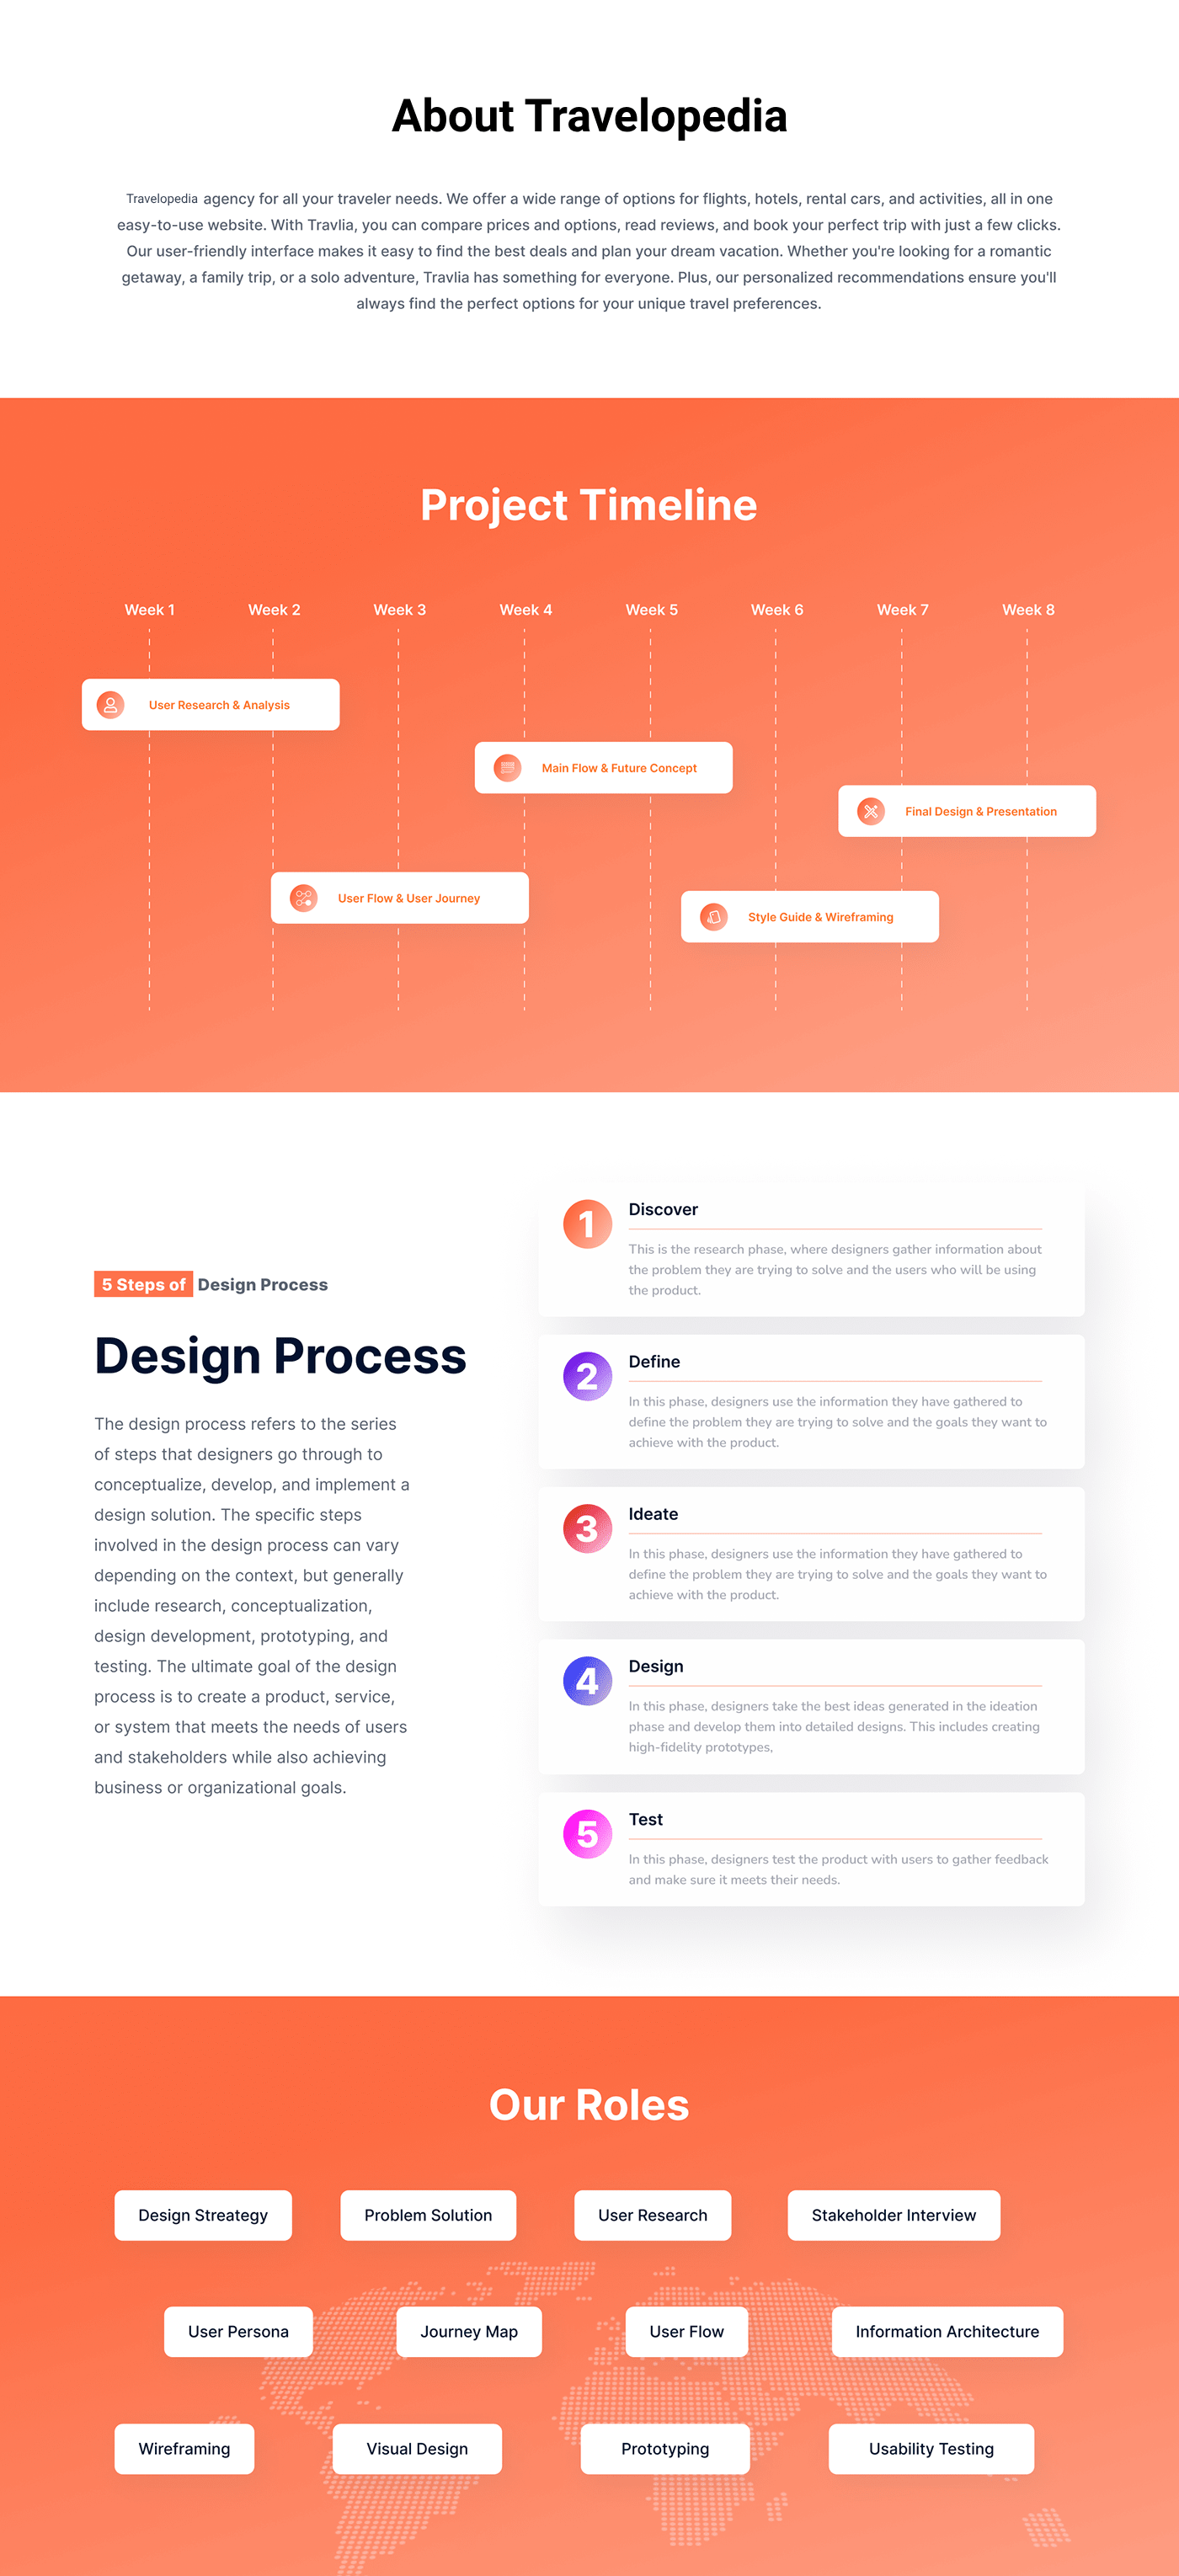 About Travelopedia
Travelopedia agency for all your traveler needs. We offer a wide range of options for flights, hotels, rental cars, and activities, all in one
easy-to-use website. With Travlia, you can compare prices and options, read reviews, and book your perfect trip with just a few clicks.
Our user-friendly interface makes it easy to find the best deals and plan your dream vacation. Whether you're looking for a romantic
getaway, a family trip, or a solo adventure, Travlia has something for everyone. Plus, our personalized recommendations ensure you'll
always find the perfect options for your unique travel preferences.
Project Timeline
Week 1 Week 2 Week 3 Week 4 Week 5 Week 6 Week 7 Week 8
User Research & Analysis
Main Flow & Future Concept
Final Design & Presentation
User Flow & User Journey
Style Guide & Wireframing
5 Steps of Design Process
Design Process
The design process refers to the series
of steps that designers go through to
conceptualize, develop, and implement a
design solution. The specific steps
involved in the design process can vary
depending on the context, but generally
include research, conceptualization,
design development, prototyping, and
testing. The ultimate goal of the design
process is to create a product, service,
or system that meets the needs of users
and stakeholders while also achieving
business or organizational goals.
1 Discover
This is the research phase, where designers gather information about
the problem they are trying to solve and the users who will be using
the product.
2 Define
In this phase, designers use the information they have gathered to
define the problem they are trying to solve and the goals they want to
achieve with the product.
3 Ideate
In this phase, designers use the information they have gathered to
define the problem they are trying to solve and the goals they want to
achieve with the product.
4 Design
In this phase, designers take the best ideas generated in the ideation
phase and develop them into detailed designs. This includes creating
high-fidelity prototypes,
5 Test
In this phase, designers test the product with users to gather feedback
and make sure it meets their needs.
Our Roles
Design Streategy Problem Solution User Research Stakeholder Interview
User Persona Journey Map User Flow Information Architecture
Wireframing Visual Design Prototyping Usability Testing